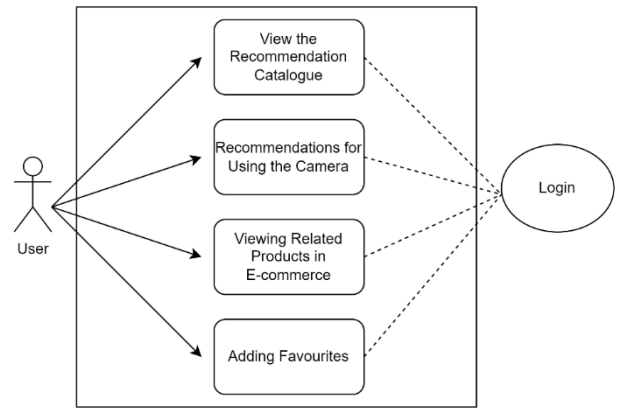 View the
Recommendation
Catalogue
Recommendations for
Using the Camera
Login
User
Viewing Related
Products in
E-commerce
Adding Favourites